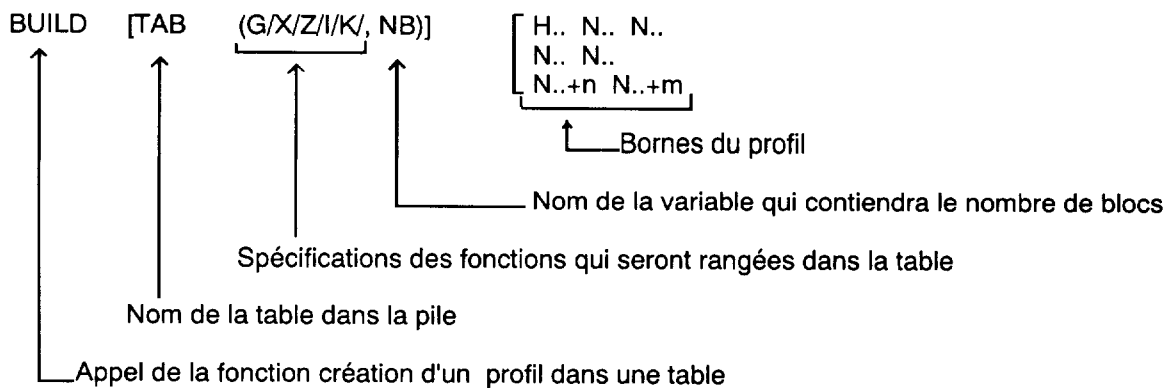 BUILD [TAB (G/X/Z/I/K/, NB)] H.. N.. N..
N.. N..
N..+n N..+m
Bornes du profil
Nom de la variable qui contiendra le nombre de blocs
Spécifications des fonctions qui seront rangées dans la table
Nom de la table dans la pile
Appel de la fonction création d'un profil dans une table